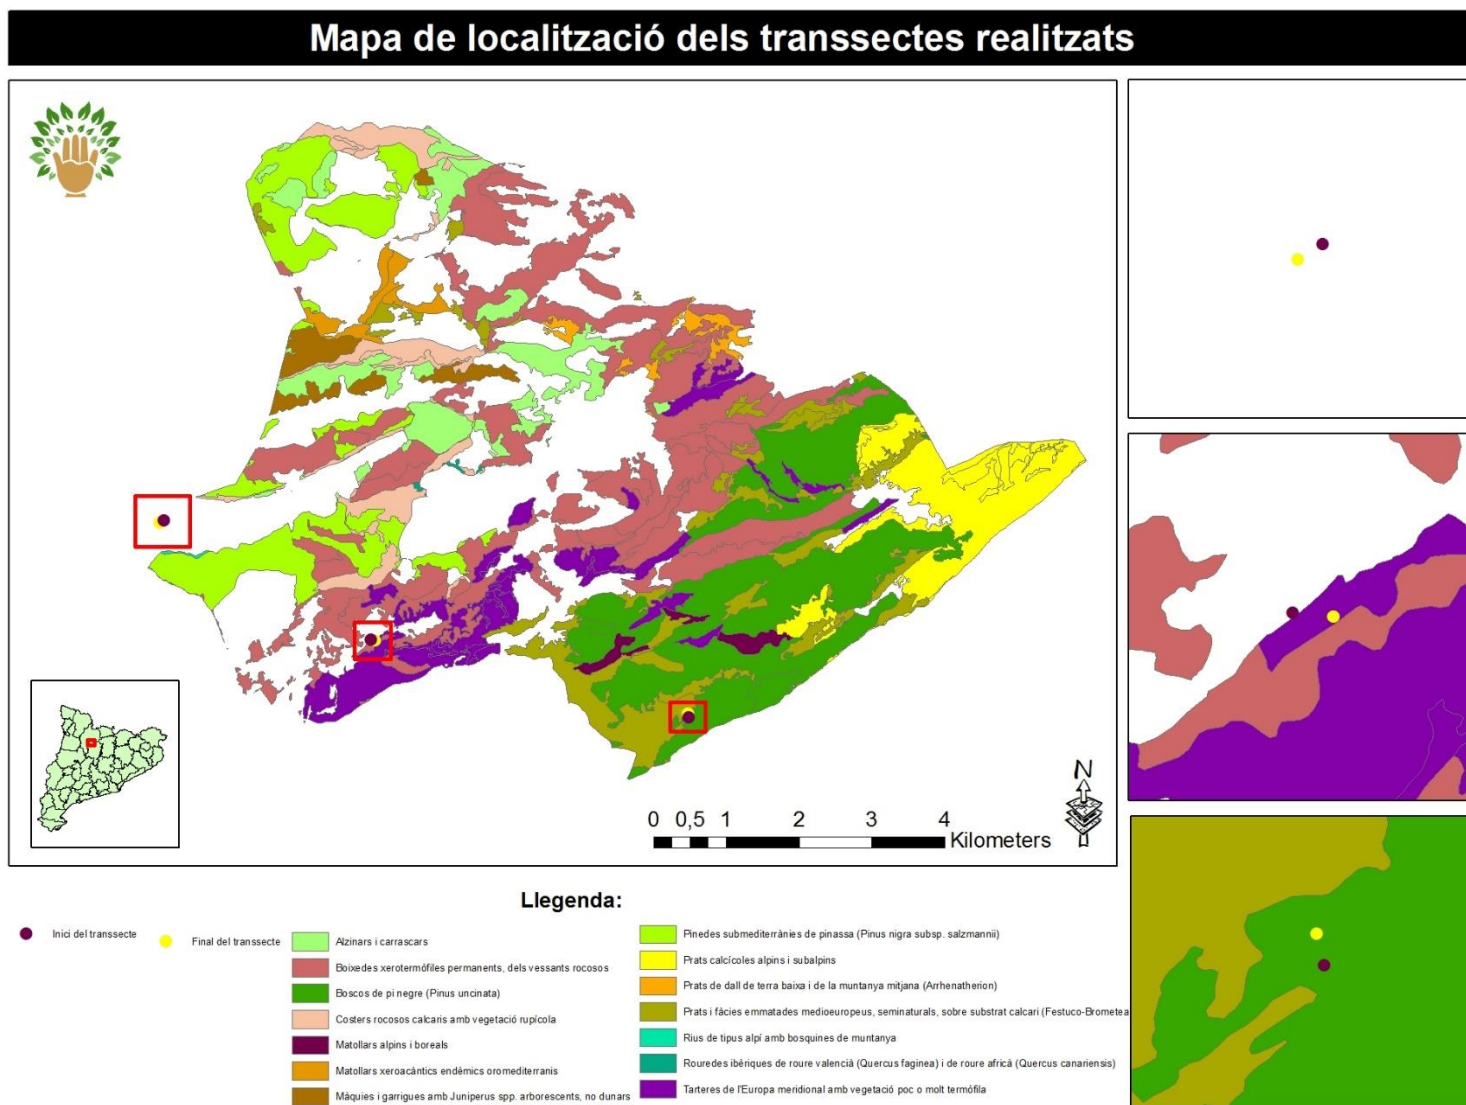 Mapa de localització dels transsectes realitzats
N
0 0,5 1 2 3 4
Kilometers
Llegenda:
Inici del transsecte
Final del transsecte
Alzinars i carrascars
Boixedes xerotermòfiles permanents, dels vessants rocosos
Boscos de pi negre (Pinus uncinata)
Costers rocosos calcaris amb vegetació rupícola
Matollars alpins i boreals
Matollars xeroacàntics endèmics oromediterranis
Màquies i garrigues amb Juniperus spp. arborescents, no dunars
Pinedes submediterrànies de pinassa (Pinus nigra subsp. salzmannii)
Prats calcícoles alpins i subalpins
Prats de dall de terra baixa i de la muntanya mitjana (Arrhenatherion)
Prats i fàcies emmatades medioeuropeus, seminaturals, sobre substrat calcari (Festuco-Brometea
Rius de tipus alpí amb bosquines de muntanya
Rouredes ibèriques de roure valencià (Quercus faginea) i de roure africà (Quercus canariensis)
Tarteres de l'Europa meridional amb vegetació poc o molt termòfila